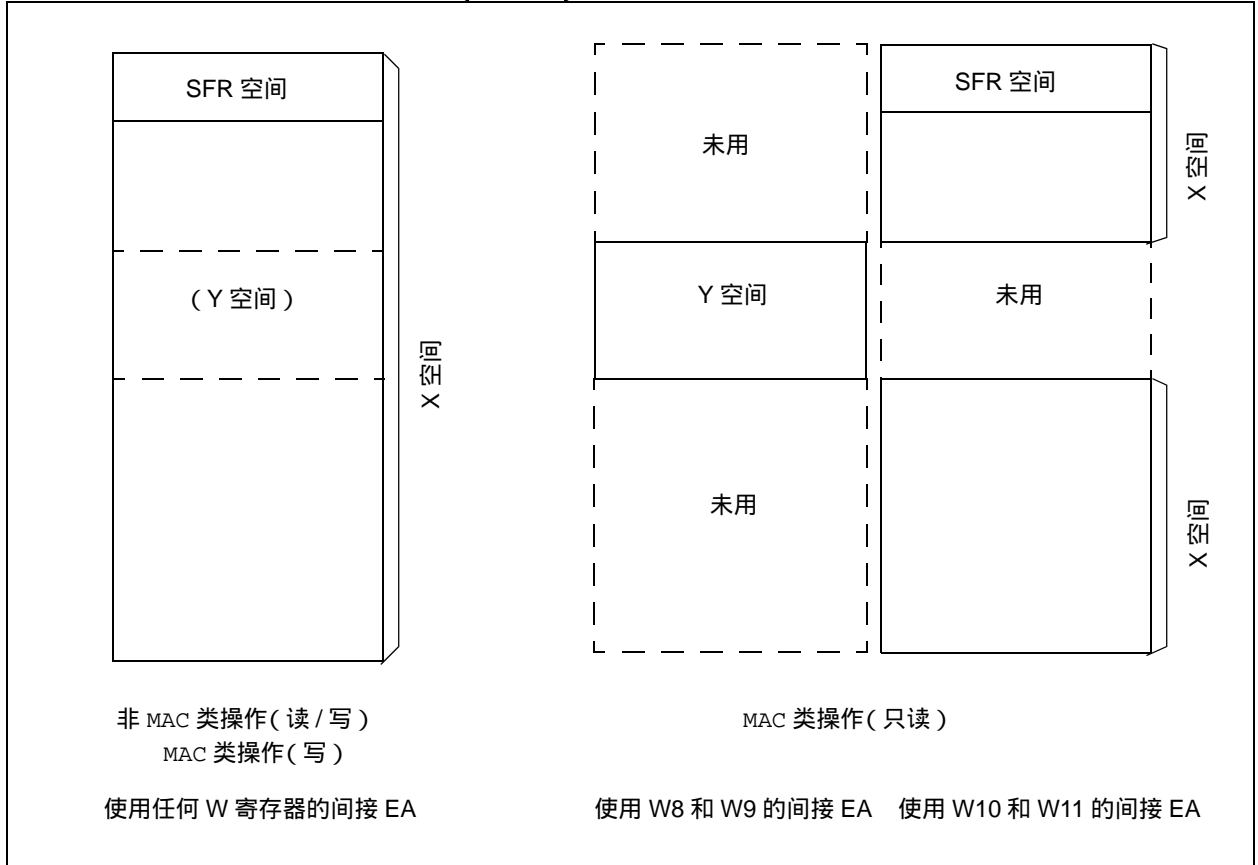 SFR 空间
(Y 空间)
X 空间
未用
Y 空间
未用
SFR 空间
X 空间
未用
X 空间
非 MAC 类操作(读/写)
MAC 类操作(写)
MAC 类操作(只读)
使用任何 W 寄存器的间接 EA
使用 W8 和 W9 的间接 EA
使用 W10 和 W11 的间接 EA